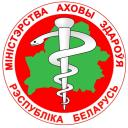 МІНІСТЭРСТВА АХОВЫ ЗДАРОЎЯ
РЭСПУБЛІКА БЕЛАРУСЬ